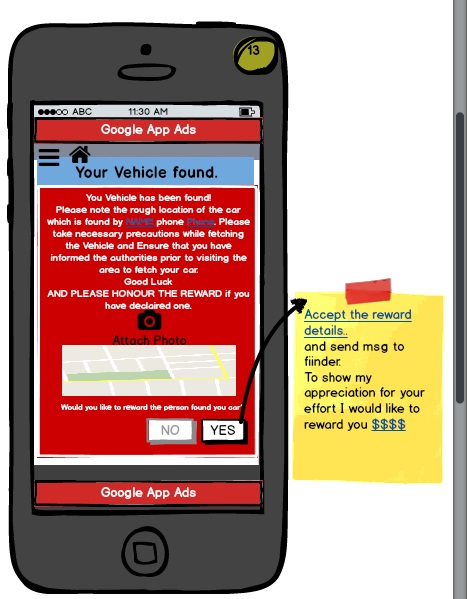 13
ABC 11:30 AM
Google App Ads
Your Vehicle found.
You Vehicle has been found!
Please note the rough location of the car
which is found by NAME phone Phone. Please
take necessary precautions while fetching
the Vehicle and Ensure that you have
informed the authorities prior to visiting the
area to fetch your car.
Good Luck
AND PLEASE HONOUR THE REWARD if you
have declaired one.
Attach Photo
Would you like to reward the person found you car
NO YES
Google App Ads
Accept the reward
details..
and send msg to
fiinder.
To show my
appreciation for your
effort I would like to
reward you $$$$